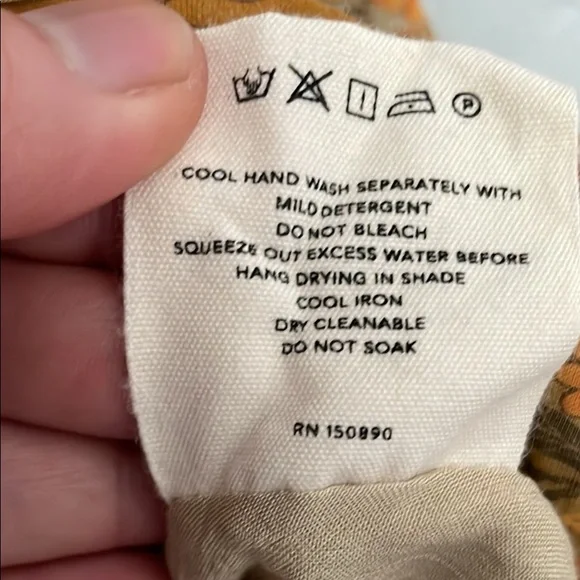 P
COOL HAND WASH SEPARATELY WITH
MILD DETERGENT
DO NOT BLEACH
SQUEEZE OUT EXCESS WATER BEFORE
HANG DRYING IN SHADE
COOL IRON
DRY CLEANABLE
DO NOT SOAK
RN 150890